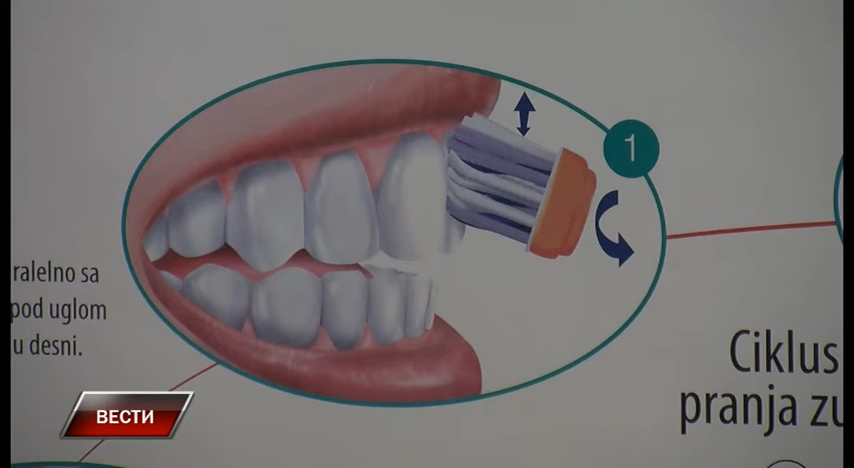 1
ralelno sa
pod uglom
u desni.
Ciklus
pranja zu
ВЕСТИ